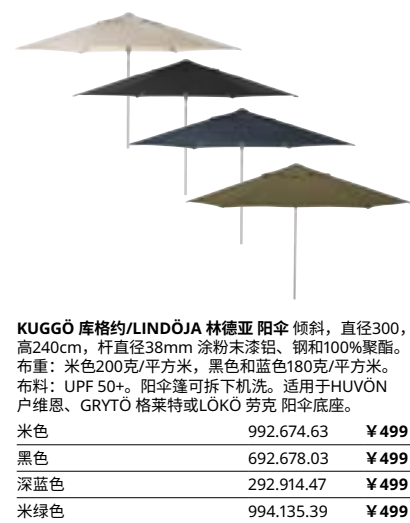 KUGGÖ 库格约/LINDÖJA 林德亚 阳伞 倾斜，直径300，
高240cm，杆直径38mm 涂粉末漆铝、钢和100%聚酯。
布重：米色200克/平方米，黑色和蓝色180克/平方米。
布料：UPF 50+。阳伞篷可拆下机洗。适用于HUVÖN
户维恩、GRYTÖ 格莱特或LÖKÖ 劳克 阳伞底座。
米色 992.674.63 ￥499
黑色 692.678.03 ￥499
深蓝色 292.914.47 ￥499
米绿色 994.135.39 ￥499